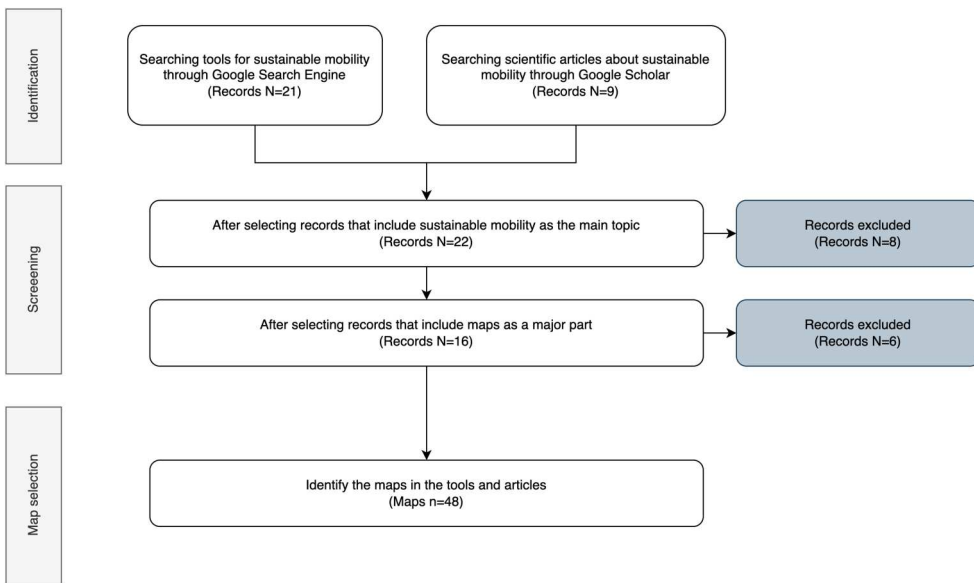 Identification
Searching tools for sustainable mobility
through Google Search Engine
(Records N=21)
Searching scientific articles about sustainable
mobility through Google Scholar
(Records N=9)
Screeening
After selecting records that include sustainable mobility as the main topic
(Records N=22)
Records excluded
(Records N=8)
After selecting records that include maps as a major part
(Records N=16)
Records excluded
(Records N=6)
Map selection
Identify the maps in the tools and articles
(Maps n=48)